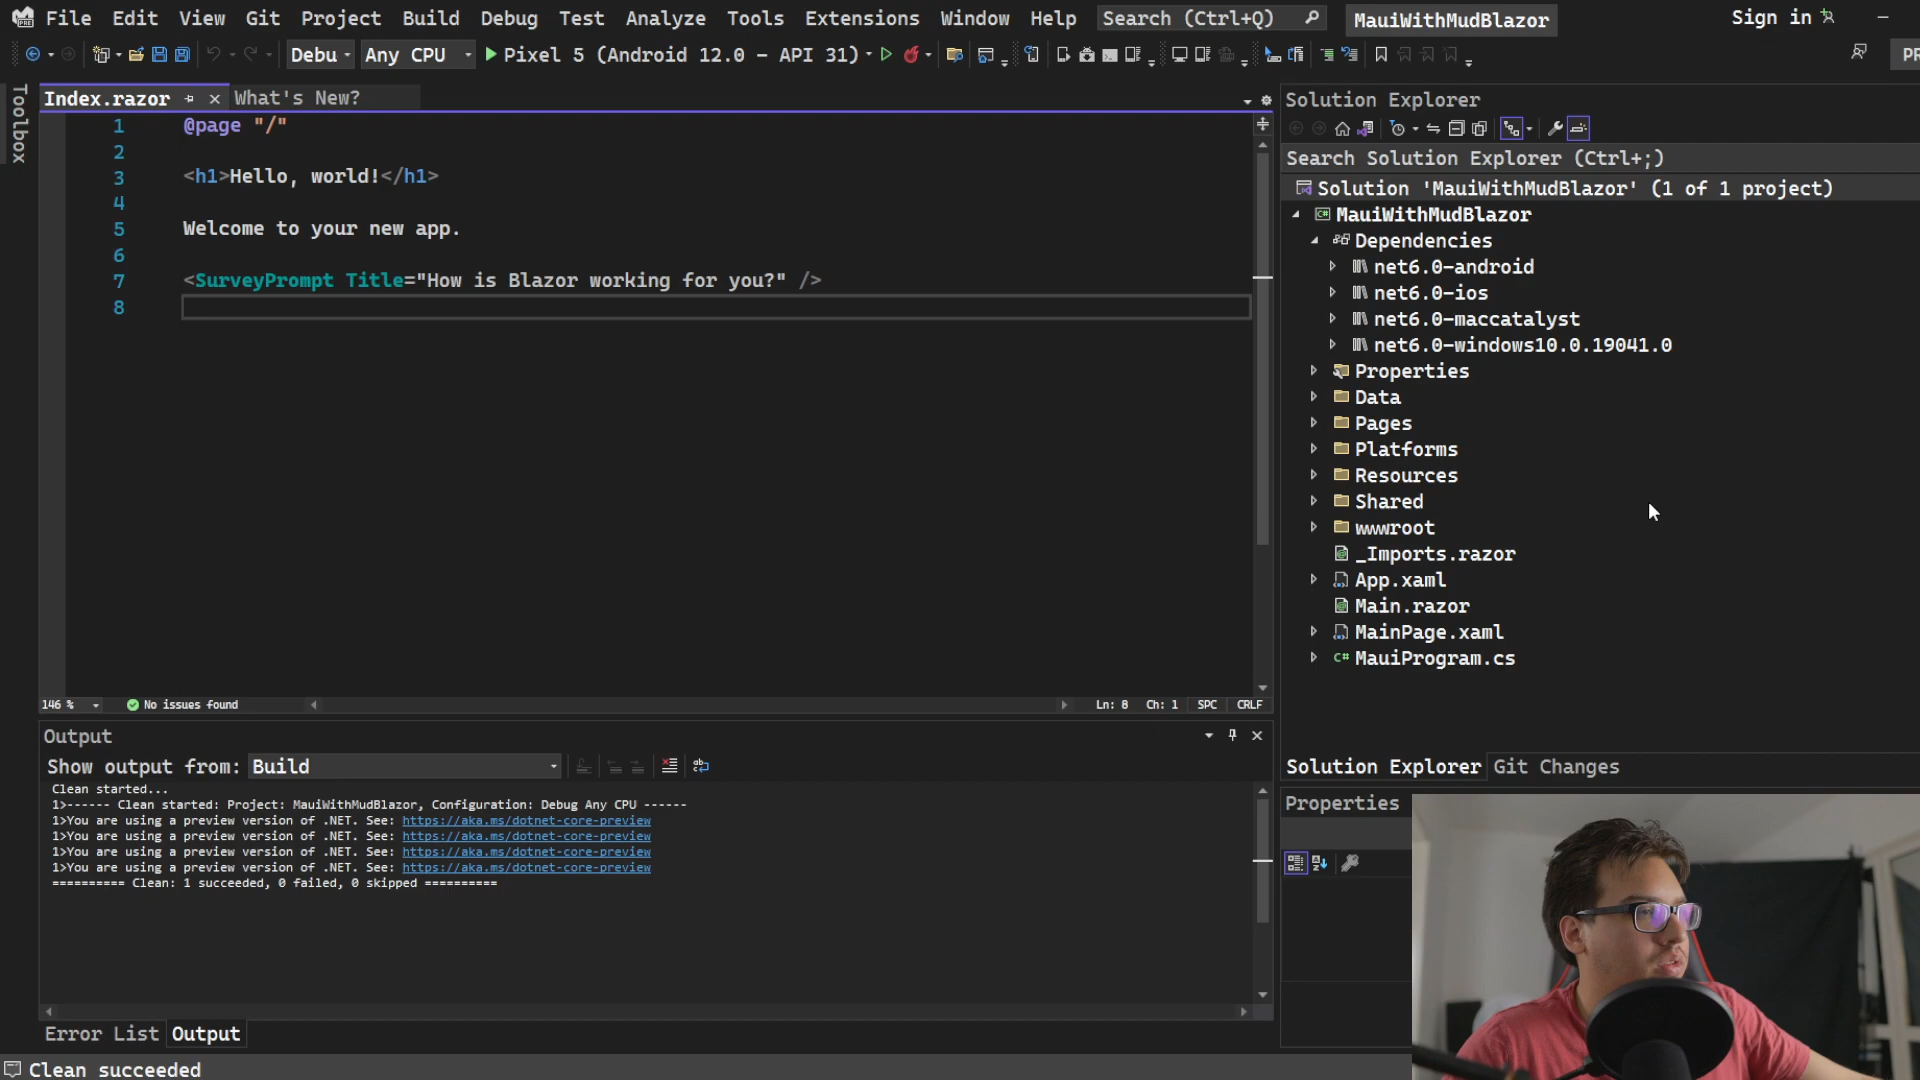 File Edit View Git Project Build Debug Test Analyze Tools Extensions Window Help Search (Ctrl+Q) MauiWithMudBlazor Sign in
Debu Any CPU Pixel 5 (Android 12.0 - API 31)
Toolbox
Index.razor What's New?
1 @page "/"
2
3 <h1>Hello, world!</h1>
4
5 Welcome to your new app.
6
7 <SurveyPrompt Title="How is Blazor working for you?" />
8
146 % No issues found Ln: 8 Ch: 1 SPC CRLF
Output
Show output from: Build
Clean started...
1>------ Clean started: Project: MauiWithMudBlazor, Configuration: Debug Any CPU ------
1>You are using a preview version of .NET. See: https://aka.ms/dotnet-core-preview
1>You are using a preview version of .NET. See: https://aka.ms/dotnet-core-preview
1>You are using a preview version of .NET. See: https://aka.ms/dotnet-core-preview
1>You are using a preview version of .NET. See: https://aka.ms/dotnet-core-preview
========== Clean: 1 succeeded, 0 failed, 0 skipped ==========
Error List Output
Clean succeeded
Solution Explorer
Search Solution Explorer (Ctrl+;)
Solution 'MauiWithMudBlazor' (1 of 1 project)
MauiWithMudBlazor
Dependencies
net6.0-android
net6.0-ios
net6.0-maccatalyst
net6.0-windows10.0.19041.0
Properties
Data
Pages
Platforms
Resources
Shared
wwwroot
_Imports.razor
App.xaml
Main.razor
MainPage.xaml
MauiProgram.cs
Solution Explorer Git Changes
Properties